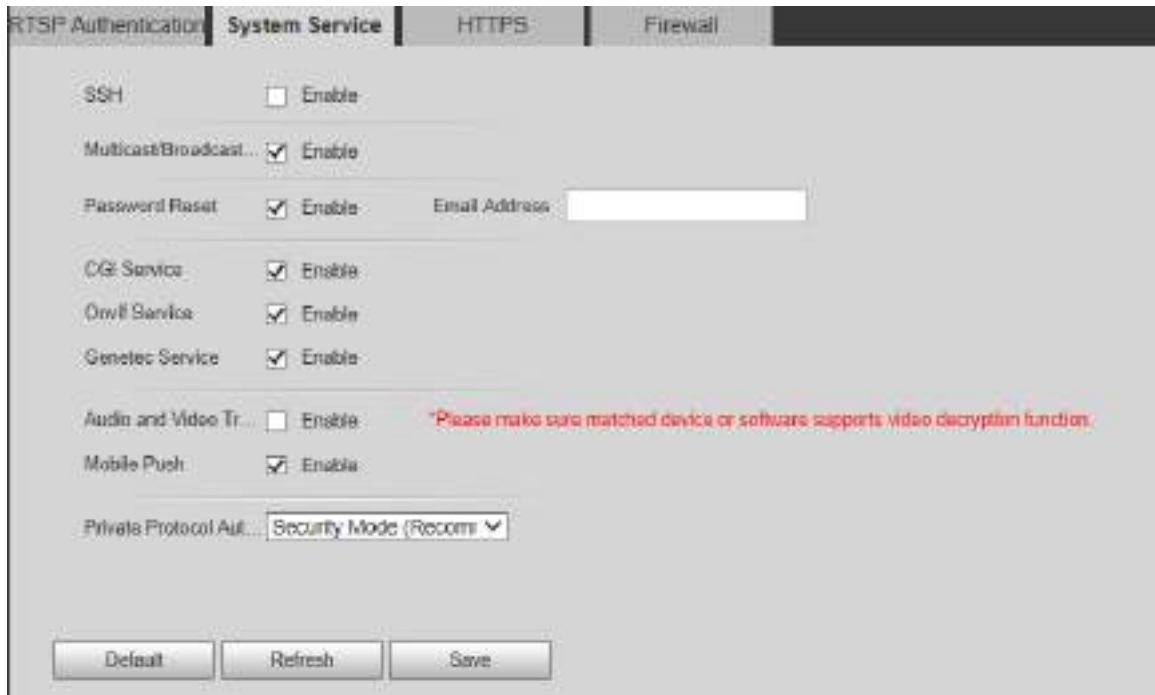 RTSP Authentication System Service HTTPS Firewall
SSH Enable
Multicast/Broadcast... Enable
Password Reset Enable Email Address
CGI Service Enable
Onvif Service Enable
Genetec Service Enable
Audio and Video Tr... Enable *Please make sure matched device or software supports video decryption function.
Mobile Push Enable
Private Protocol Aut... Security Mode (Recomm
Default Refresh Save